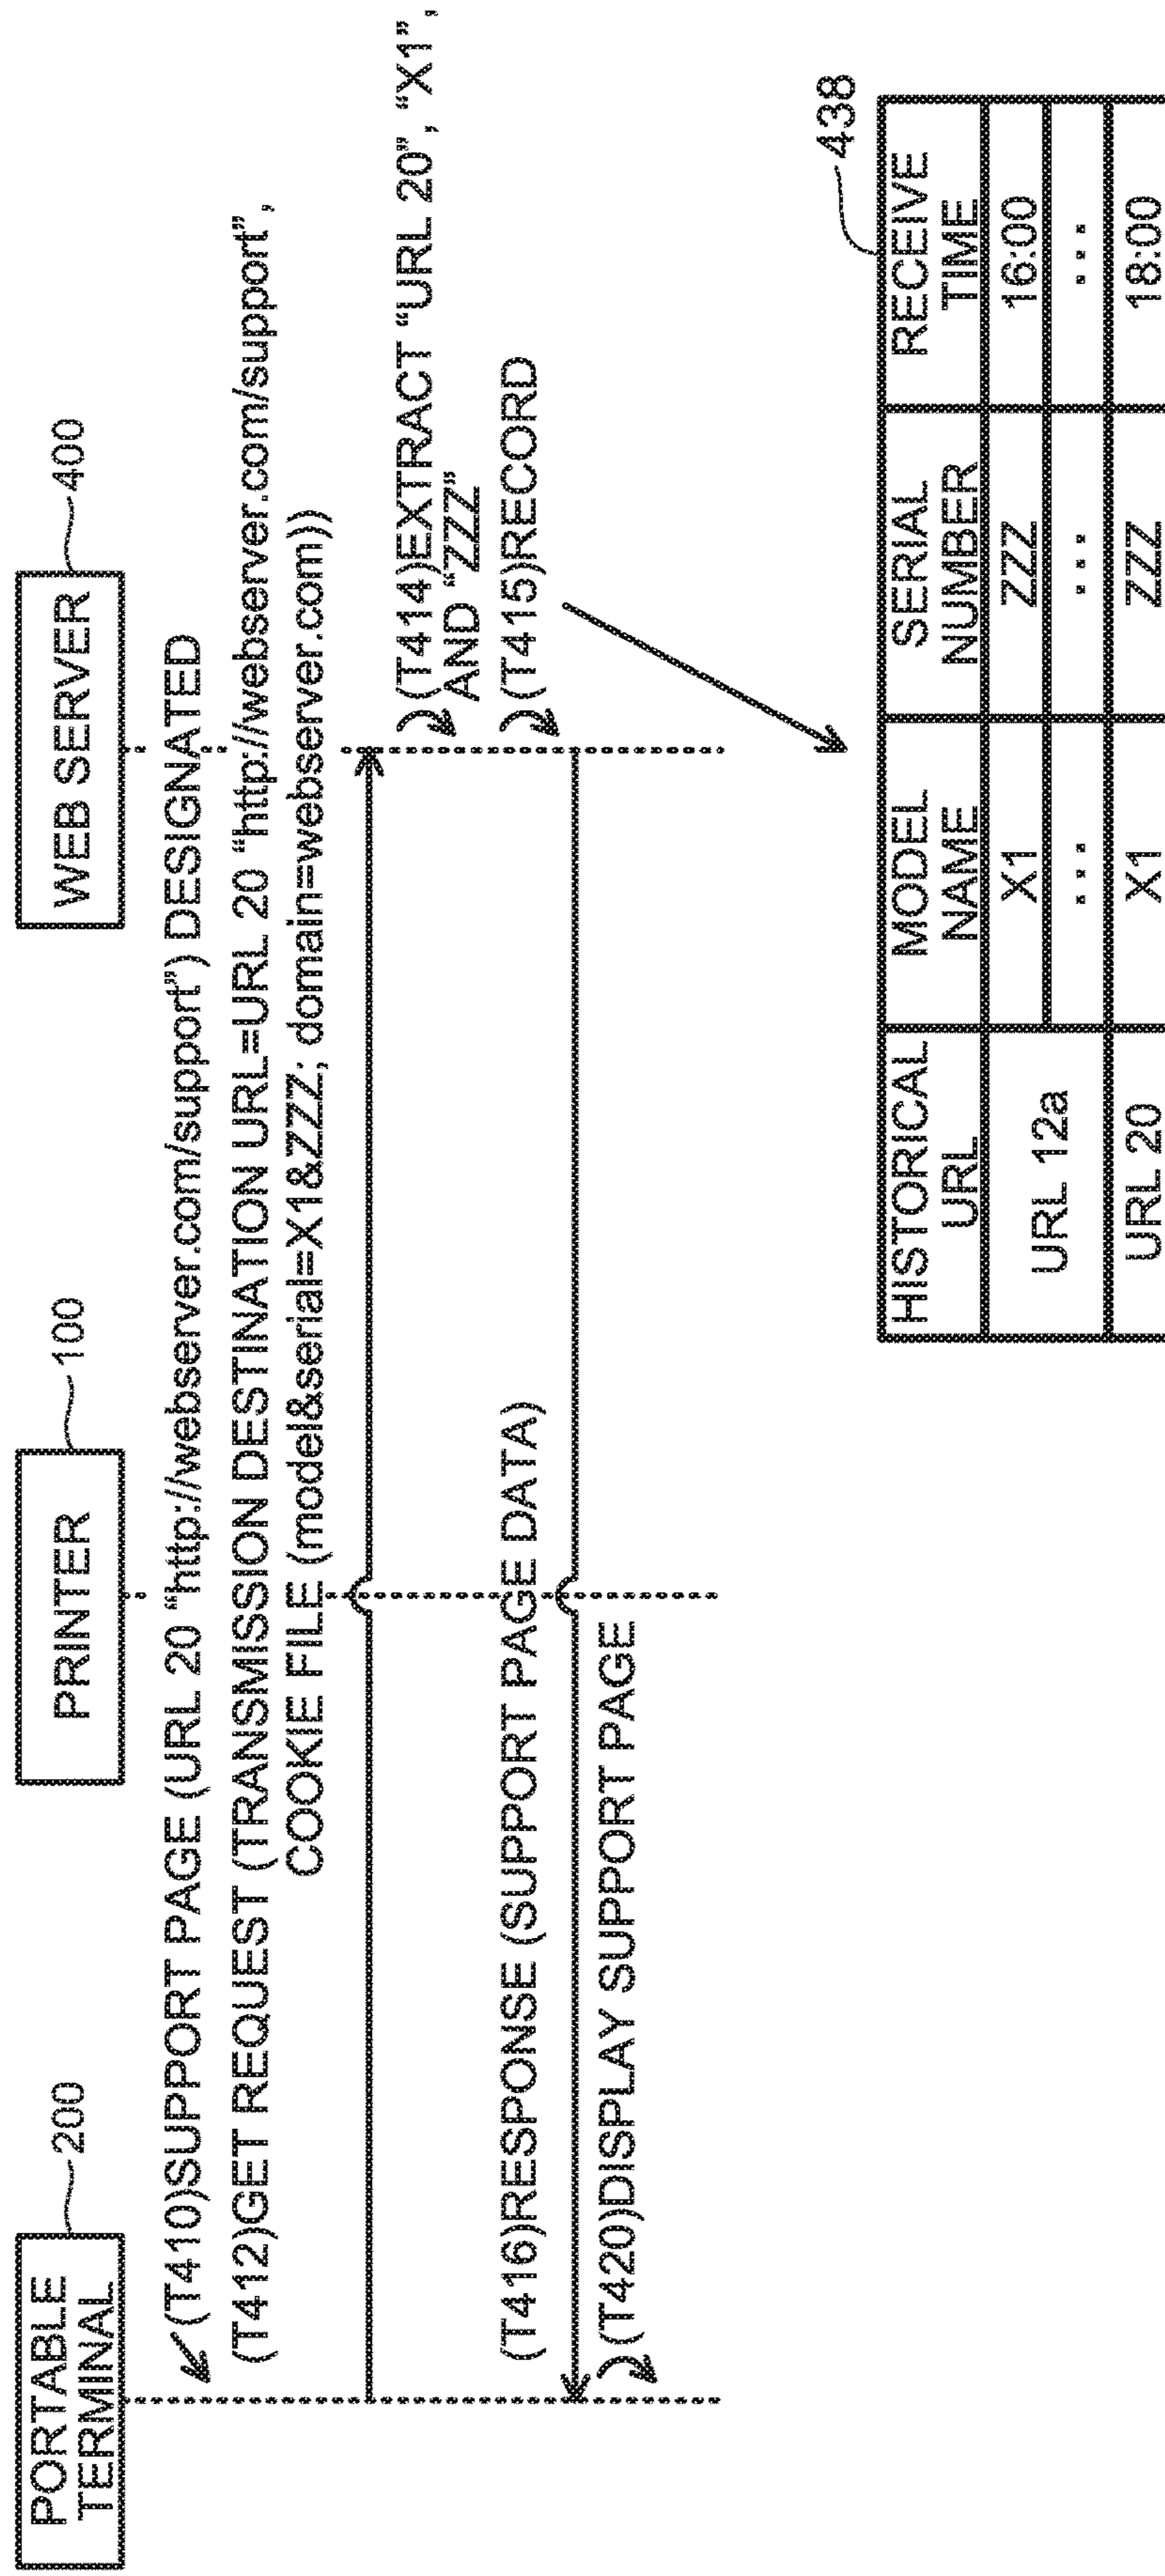 PORTABLE
TERMINAL
200
PRINTER
100
WEB SERVER
400
(T410)SUPPORT PAGE (URL 20 “http://webserver.com/support”) DESIGNATED
(T412)GET REQUEST (TRANSMISSION DESTINATION URL=URL 20 “http://webserver.com/support”,
COOKIE FILE (model&serial=X1&ZZZ; domain=webserver.com))
(T414)EXTRACT “URL 20”, “X1”,
AND “ZZZ”
(T415)RECORD
(T416)RESPONSE (SUPPORT PAGE DATA)
(T420)DISPLAY SUPPORT PAGE
438
HISTORICAL URL MODEL NAME SERIAL NUMBER RECEIVE TIME
URL 12a X1 ZZZ 16:00
... ... ...
URL 20 X1 ZZZ 18:00